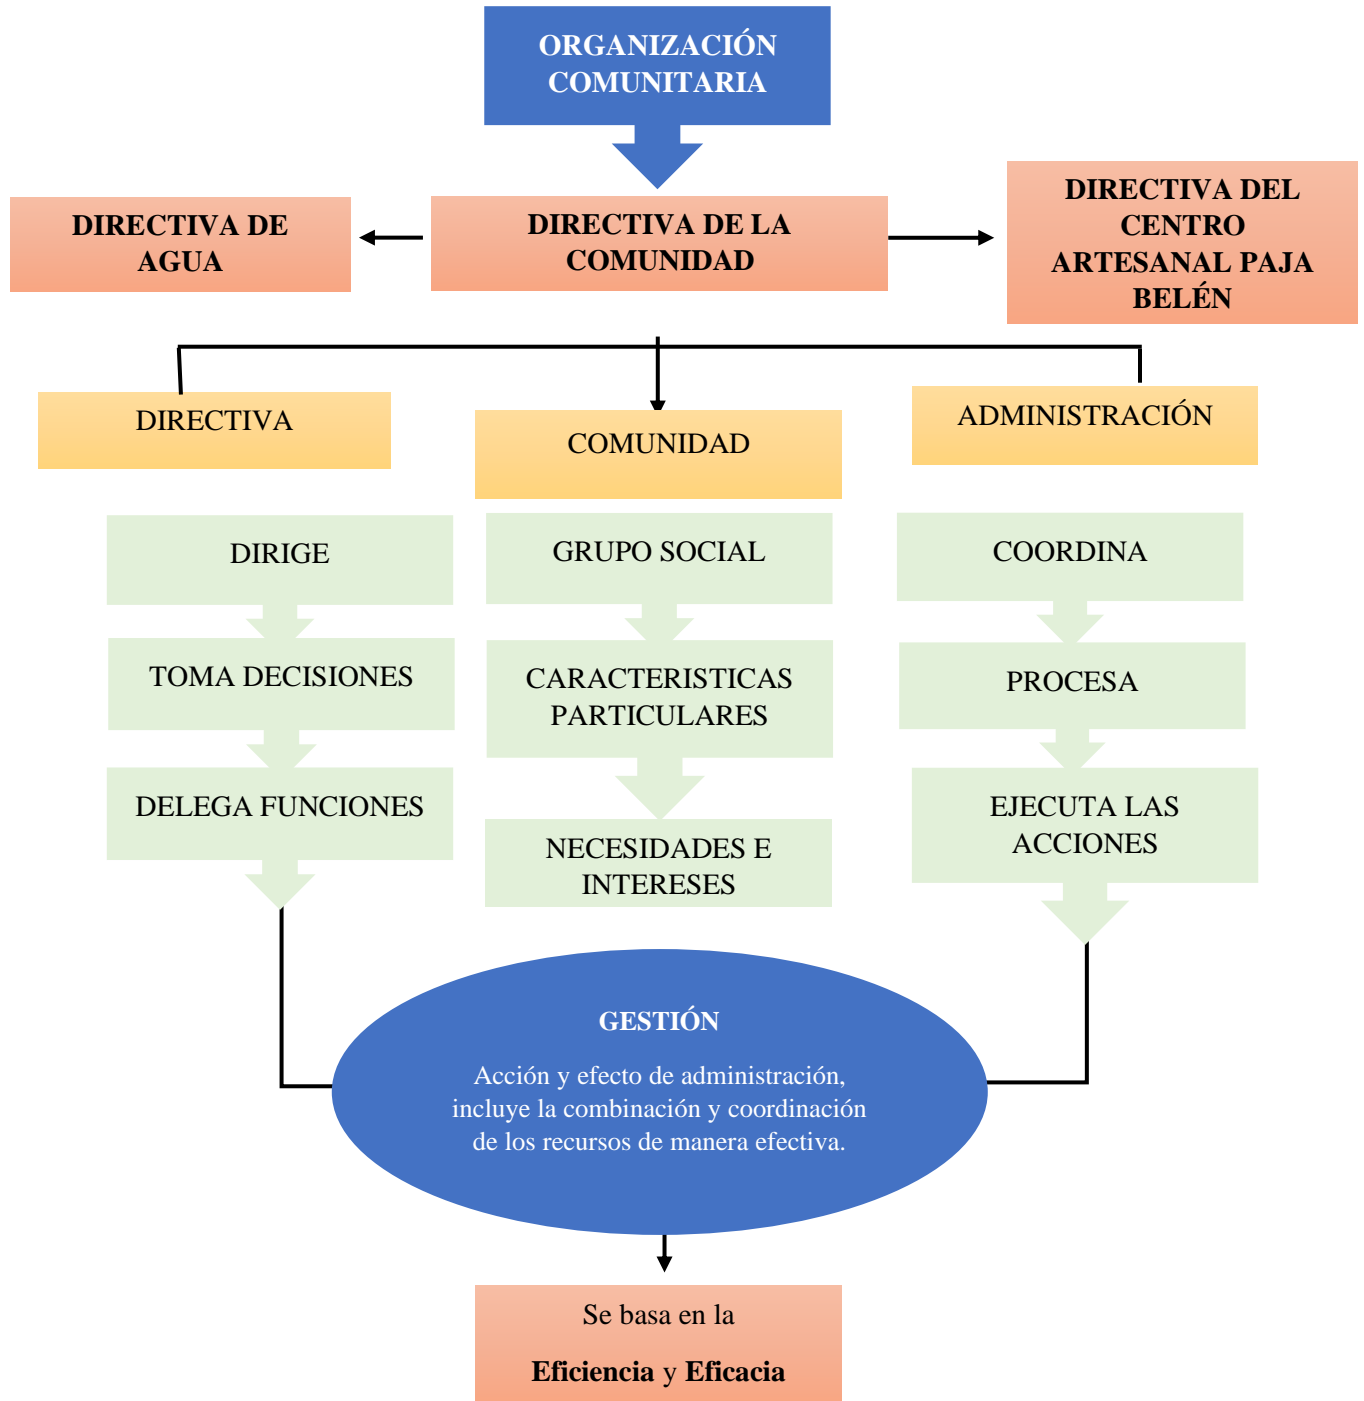 ORGANIZACIÓN
COMUNITARIA
DIRECTIVA DE
AGUA
DIRECTIVA DE LA
COMUNIDAD
DIRECTIVA DEL
CENTRO
ARTESANAL PAJA
BELÉN
DIRECTIVA
COMUNIDAD
ADMINISTRACIÓN
DIRIGE
TOMA DECISIONES
DELEGA FUNCIONES
GRUPO SOCIAL
CARACTERISTICAS
PARTICULARES
NECESIDADES E
INTERESES
COORDINA
PROCESA
EJECUTA LAS
ACCIONES
GESTIÓN
Acción y efecto de administración,
incluye la combinación y coordinación
de los recursos de manera efectiva.
Se basa en la
Eficiencia y Eficacia